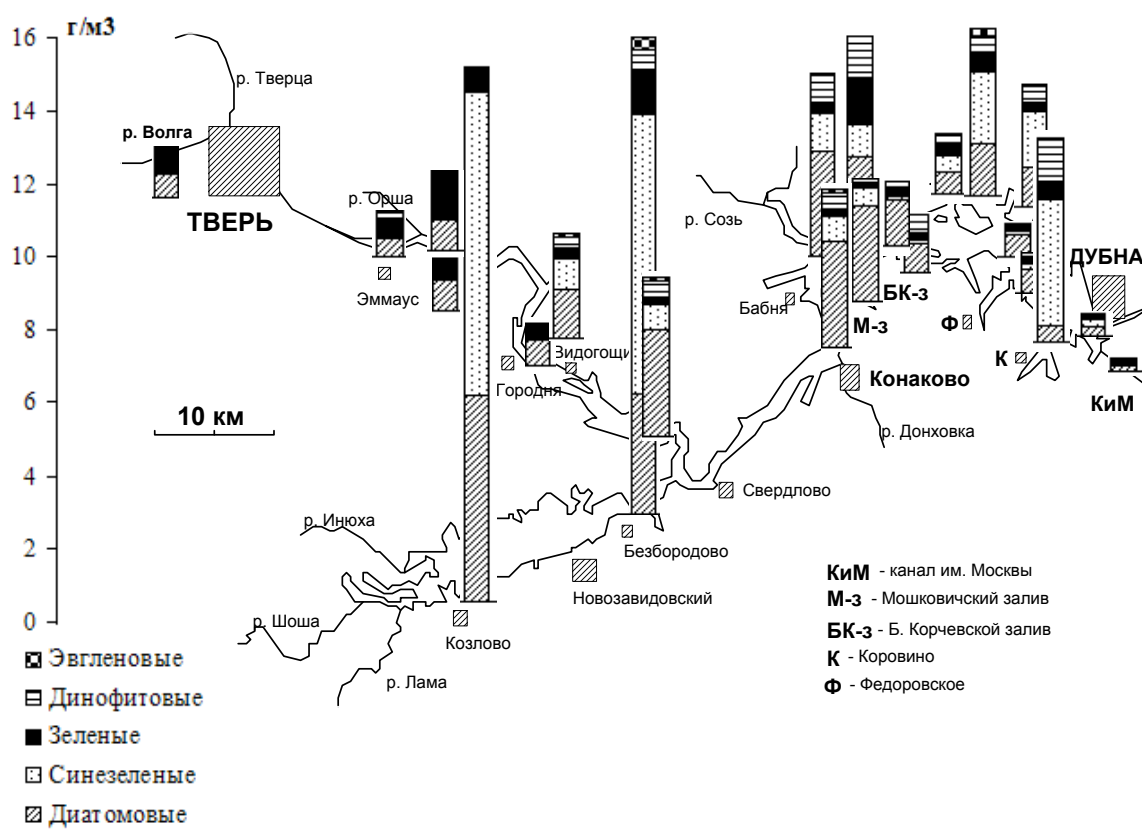 г/м3
16
14
12
10
8
6
4
2
0
р. Тверца
р. Волга
ТВЕРЬ
р. Орша
Эммаус
Городня
Видогощи
10 км
р. Инюха
р. Шоша
р. Лама
Козлово
Новозавидовский
Безбородово
Свердлово
р. Созь
Бабня
М-з
БК-з
Конаково
р. Донховка
Ф
К
ДУБНА
КиМ
КиМ - канал им. Москвы
М-з - Мошковичский залив
БК-з - Б. Корчевской залив
К - Коровино
Ф - Федоровское
Эвгленовые
Динофитовые
Зеленые
Синезеленые
Диатомовые